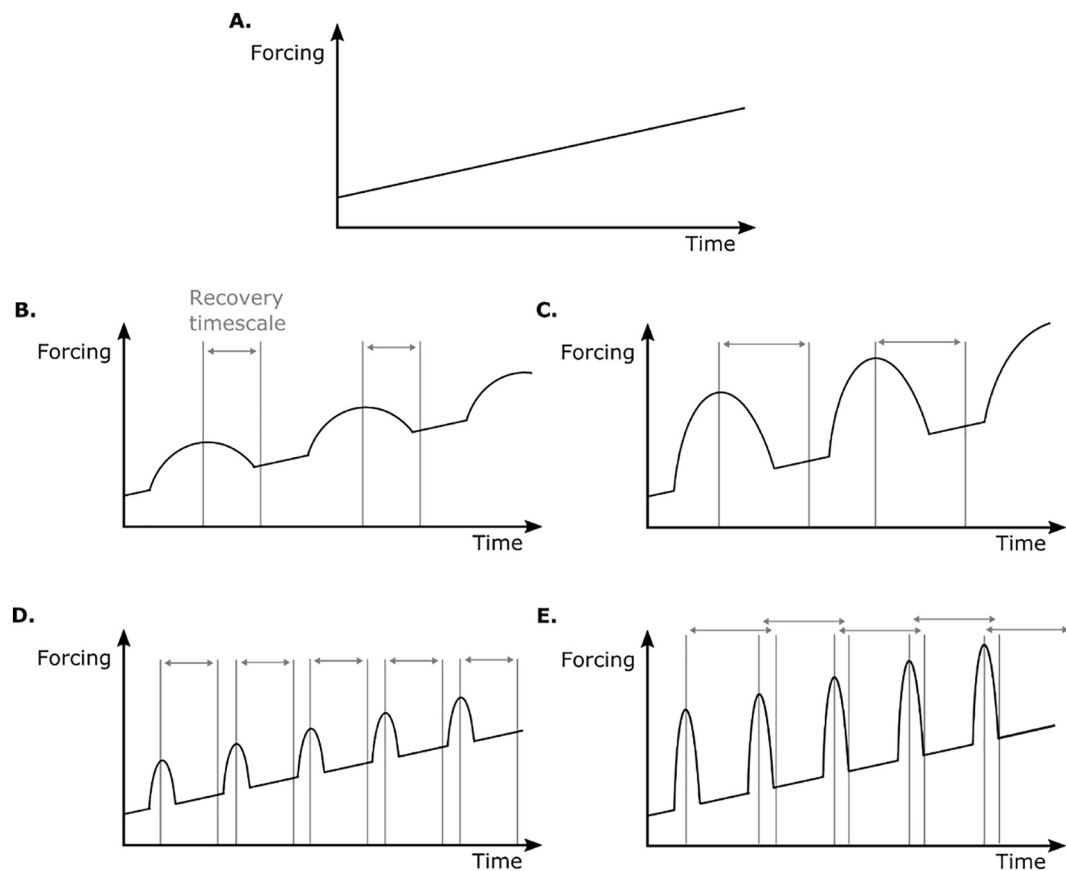 A.
Forcing
Time
B.
Recovery
timescale
Forcing
Time
C.
Forcing
Time
D.
Forcing
Time
E.
Forcing
Time